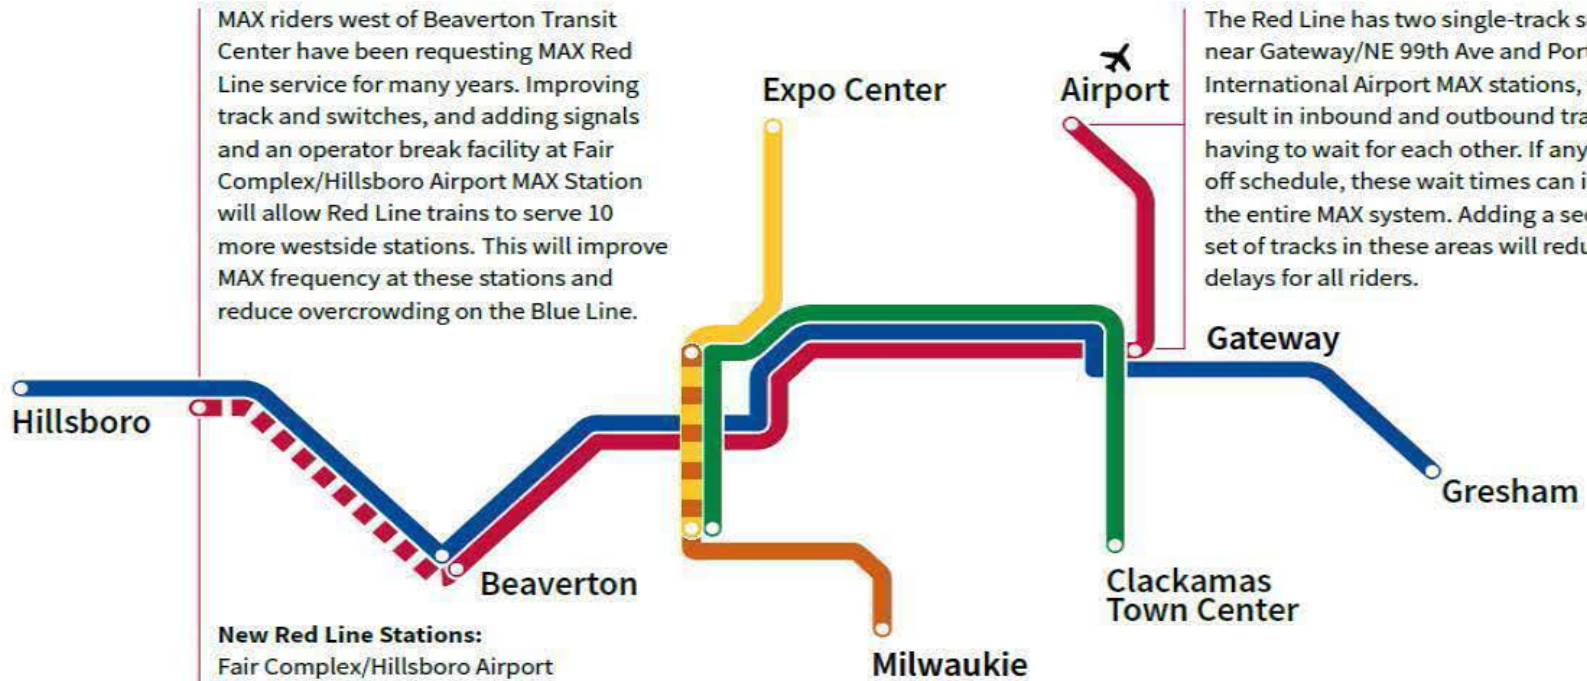 MAX riders west of Beaverton Transit
Center have been requesting MAX Red
Line service for many years. Improving
track and switches, and adding signals
and an operator break facility at Fair
Complex/Hillsboro Airport MAX Station
will allow Red Line trains to serve 10
more westside stations. This will improve
MAX frequency at these stations and
reduce overcrowding on the Blue Line.
Expo Center
Airport
The Red Line has two single-track
near Gateway/NE 99th Ave and
International Airport MAX stations,
result in inbound and outbound
having to wait for each other. If any
off schedule, these wait times can
the entire MAX system. Adding a
set of tracks in these areas will
delays for all riders.
Gateway
Hillsboro
Gresham
Beaverton
Clackamas
Town Center
New Red Line Stations:
Fair Complex/Hillsboro Airport
Milwaukie